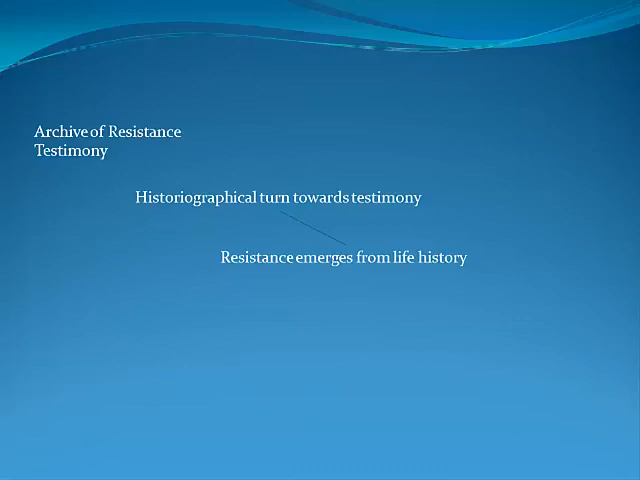 Archive of Resistance
Testimony
Historiographical turn towards testimony
Resistance emerges from life history